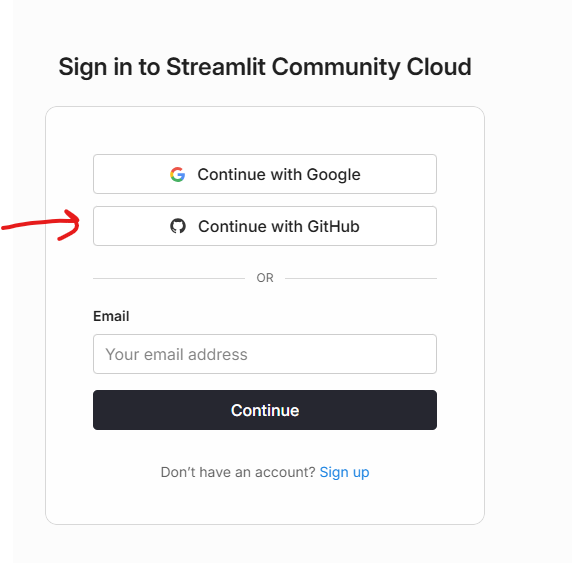 Sign in to Streamlit Community Cloud
Continue with Google
Continue with GitHub
OR
Email
Your email address
Continue
Don’t have an account? Sign up